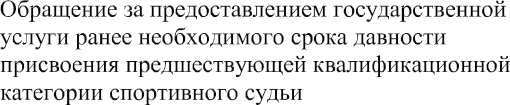 Обращение за предоставлением государственной
услуги ранее необходимого срока давности
присвоения предшествующей квалификационной
категории спортивного судьи